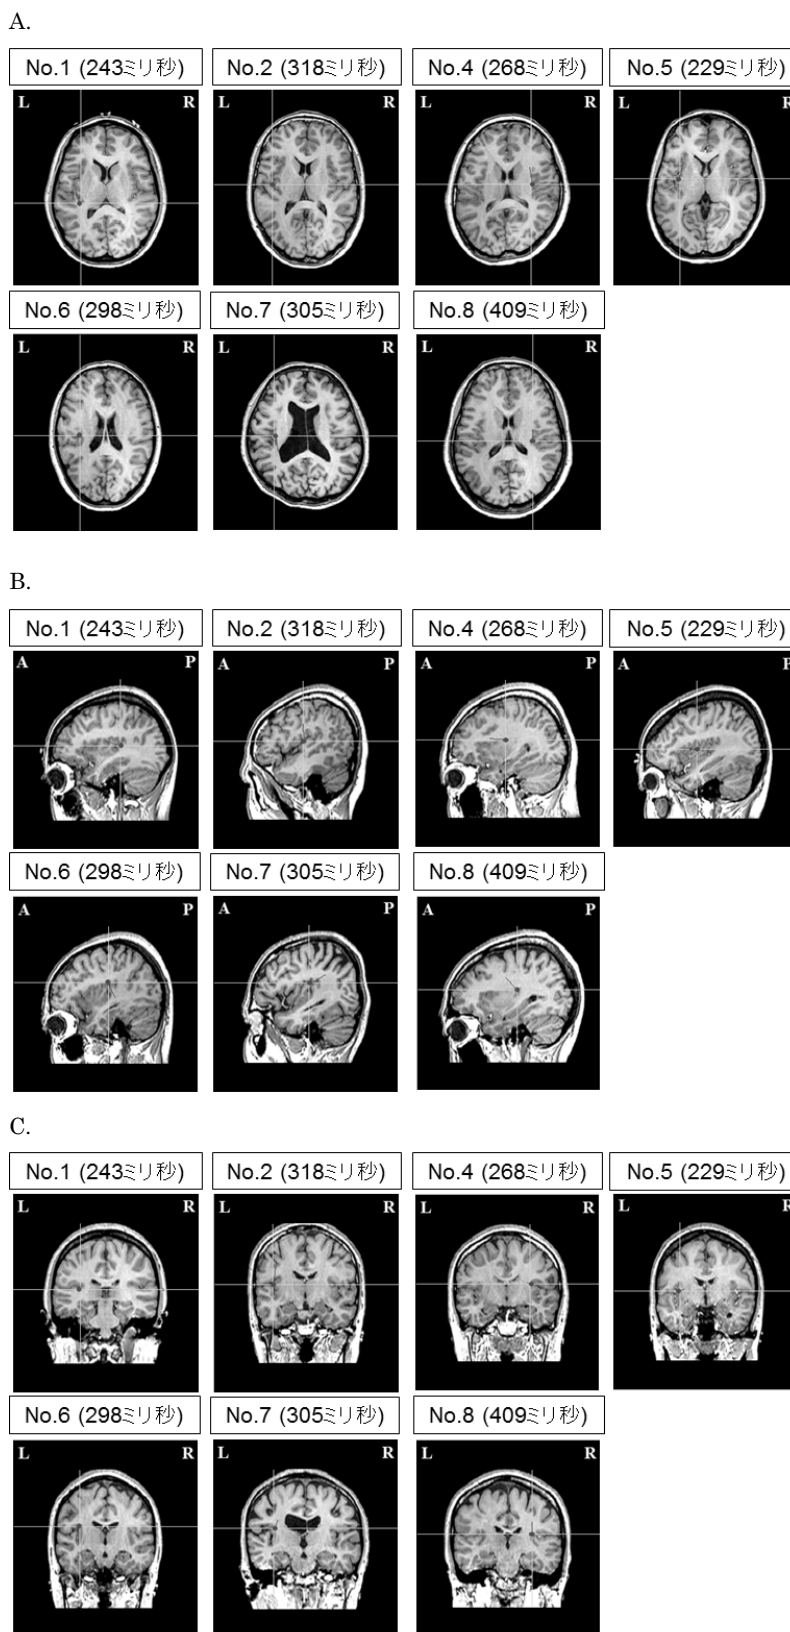 A.
No.1 (243ミリ秒) No.2 (318ミリ秒) No.4 (268ミリ秒) No.5 (229ミリ秒)
L R L R L R L R
No.6 (298ミリ秒) No.7 (305ミリ秒) No.8 (409ミリ秒)
L R L R L R
B.
No.1 (243ミリ秒) No.2 (318ミリ秒) No.4 (268ミリ秒) No.5 (229ミリ秒)
A P A P A P A P
No.6 (298ミリ秒) No.7 (305ミリ秒) No.8 (409ミリ秒)
A P A P A P
C.
No.1 (243ミリ秒) No.2 (318ミリ秒) No.4 (268ミリ秒) No.5 (229ミリ秒)
L R L R L R L R
No.6 (298ミリ秒) No.7 (305ミリ秒) No.8 (409ミリ秒)
L R L R L R